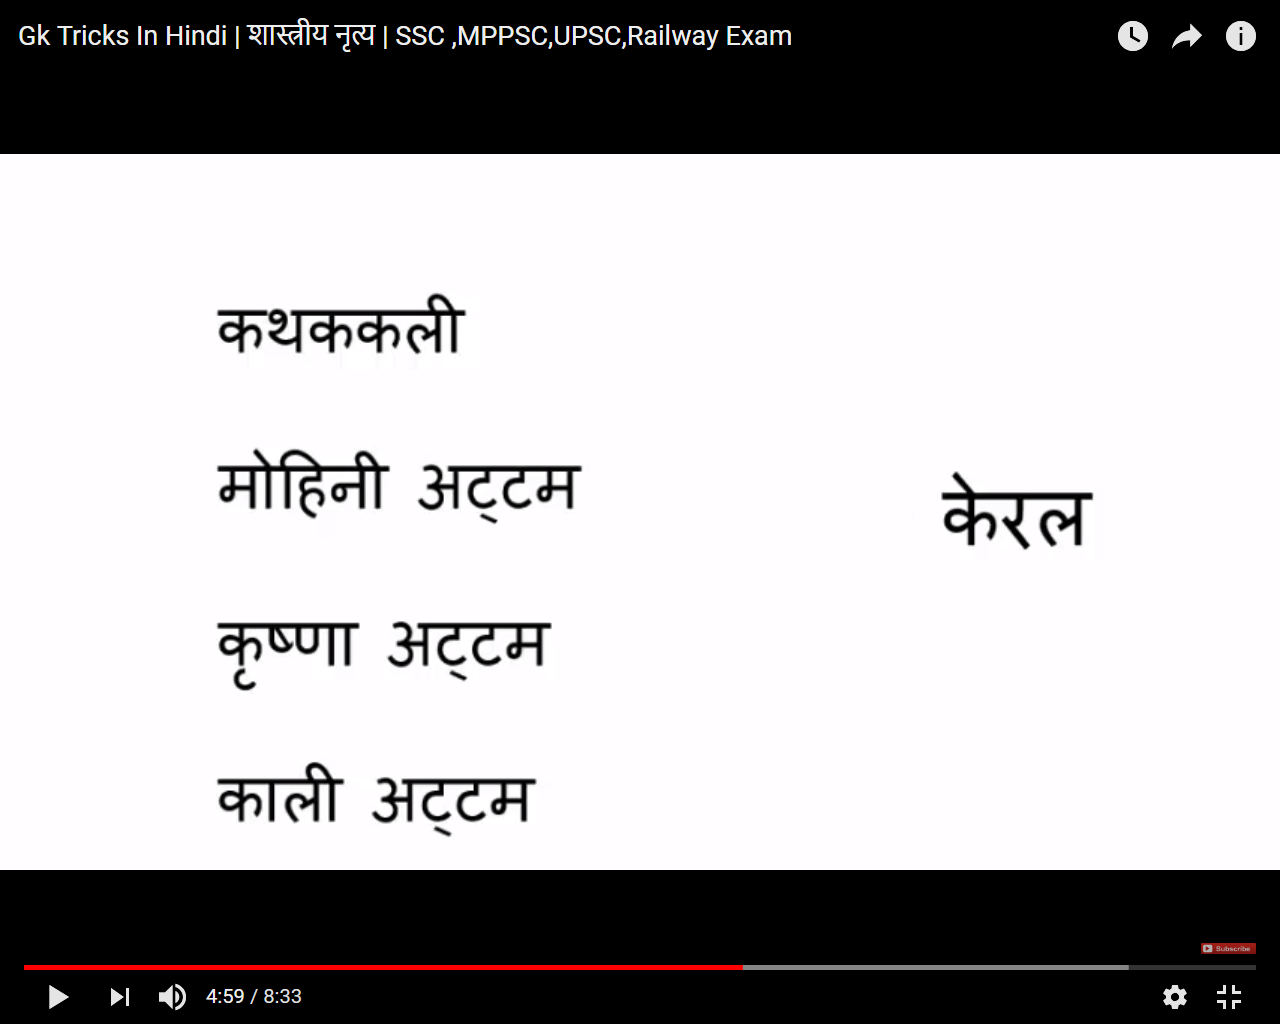 Gk Tricks In Hindi | शास्त्रीय नृत्य | SSC ,MPPSC,UPSC,Railway Exam
कथककली
मोहिनी अट्टम
केरल
कृष्णा अट्टम
काली अट्टम
Subscribe
4:59 / 8:33